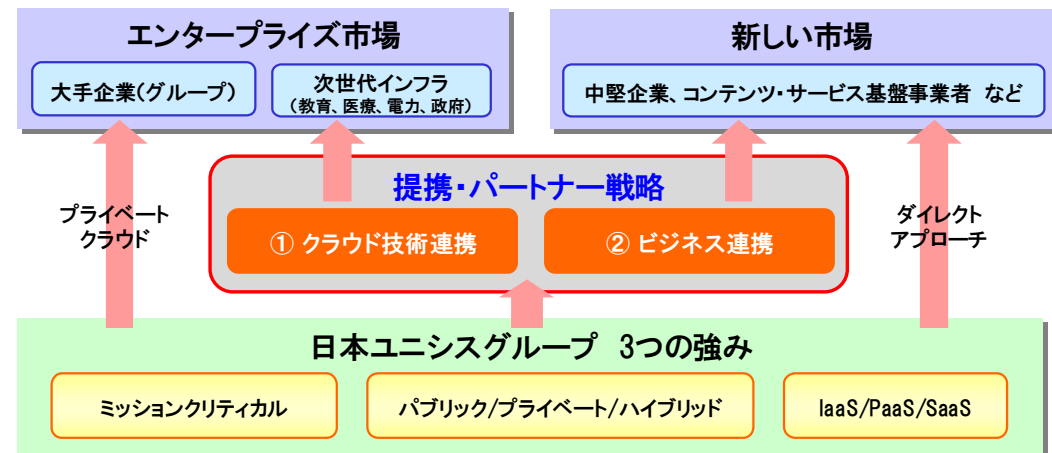 エンタープライズ市場
新しい市場
大手企業(グループ)
次世代インフラ
(教育、医療、電力、政府)
中堅企業、コンテンツ・サービス基盤事業者 など
提携・パートナー戦略
プライベート
クラウド
① クラウド技術連携
② ビジネス連携
ダイレクト
アプローチ
日本ユニシスグループ 3つの強み
ミッションクリティカル
パブリック/プライベート/ハイブリッド
IaaS/PaaS/SaaS